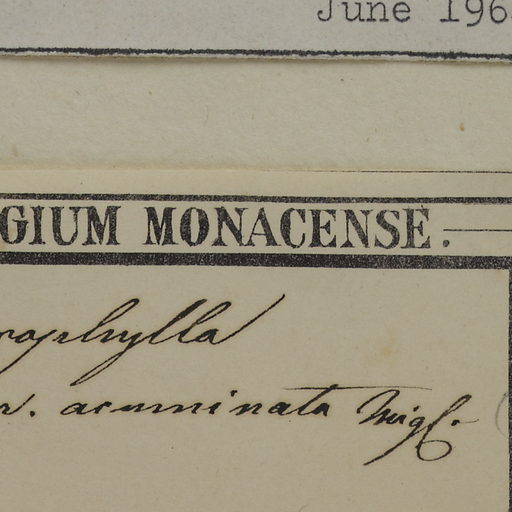 June 196
GIUM MONACENSE.
rophylla
r. acuminata Miq.